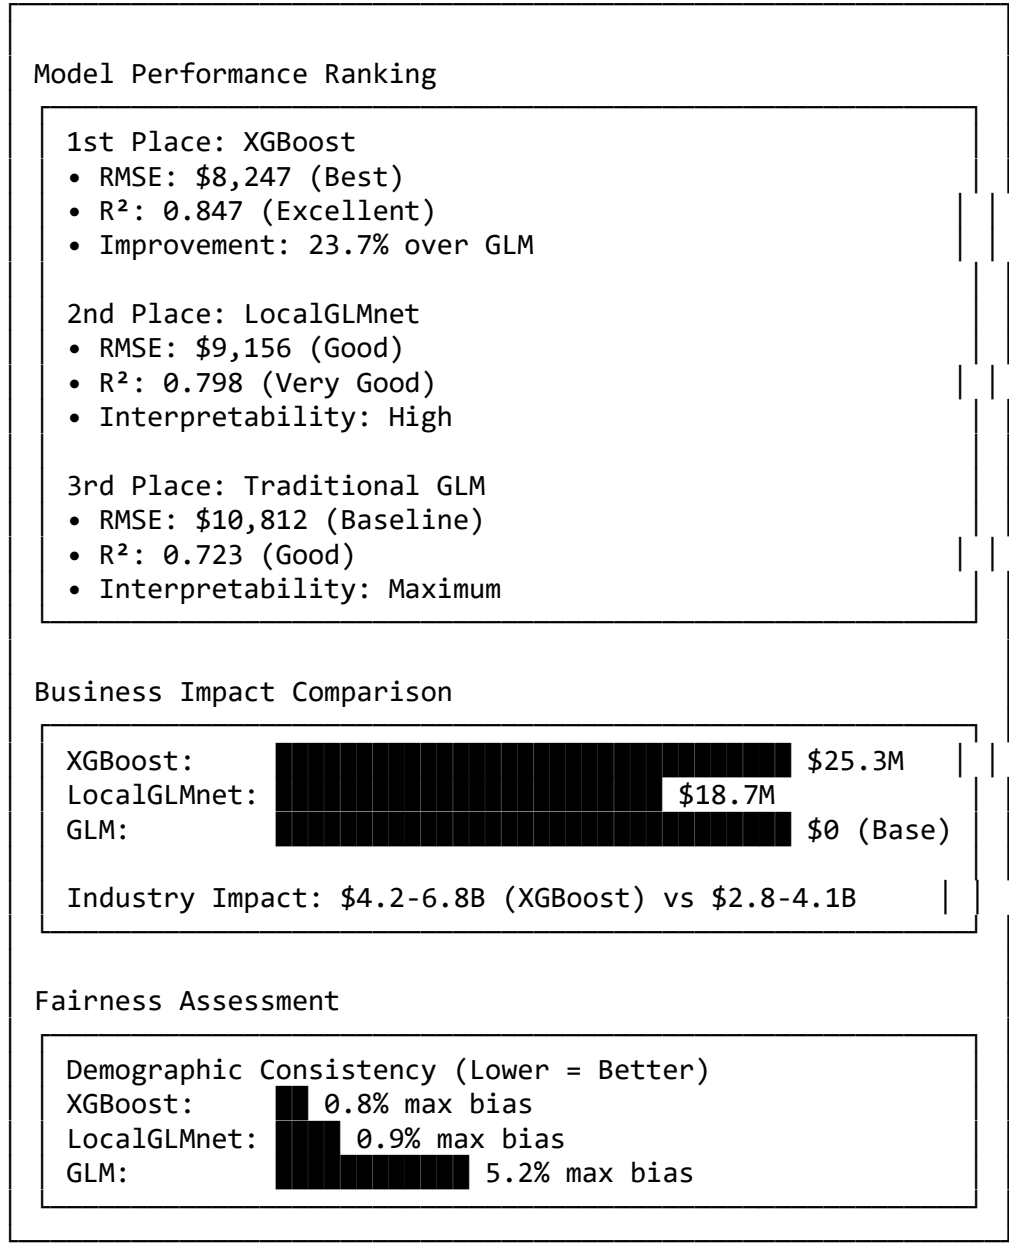 Model Performance Ranking
1st Place: XGBoost
• RMSE: $8,247 (Best)
• R²: 0.847 (Excellent)
• Improvement: 23.7% over GLM
2nd Place: LocalGLMnet
• RMSE: $9,156 (Good)
• R²: 0.798 (Very Good)
• Interpretability: High
3rd Place: Traditional GLM
• RMSE: $10,812 (Baseline)
• R²: 0.723 (Good)
• Interpretability: Maximum
Business Impact Comparison
XGBoost: $25.3M
LocalGLMnet: $18.7M
GLM: $0 (Base)
Industry Impact: $4.2-6.8B (XGBoost) vs $2.8-4.1B
Fairness Assessment
Demographic Consistency (Lower = Better)
XGBoost: 0.8% max bias
LocalGLMnet: 0.9% max bias
GLM: 5.2% max bias